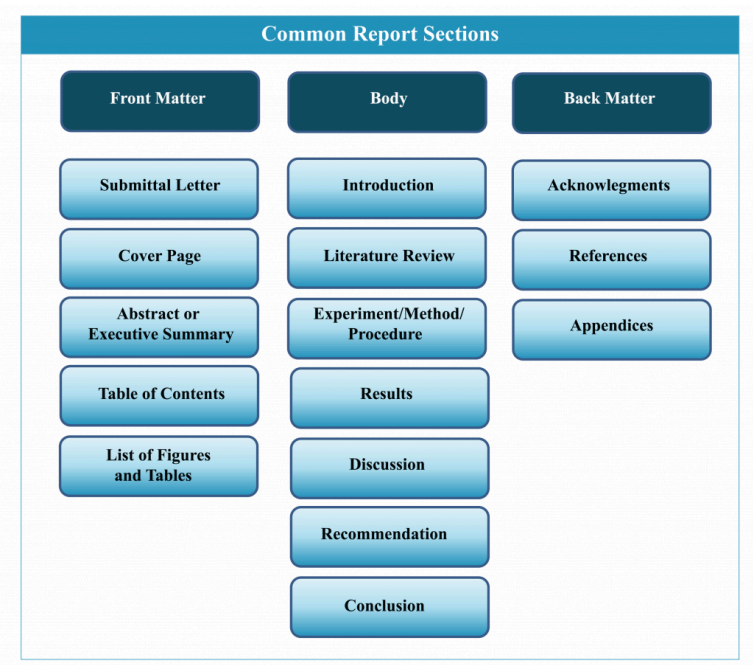 Common Report Sections
Front Matter
Body
Back Matter
Submittal Letter
Introduction
Acknowlegments
Cover Page
Literature Review
References
Abstract or
Executive Summary
Experiment/Method/
Procedure
Appendices
Table of Contents
Results
List of Figures
and Tables
Discussion
Recommendation
Conclusion